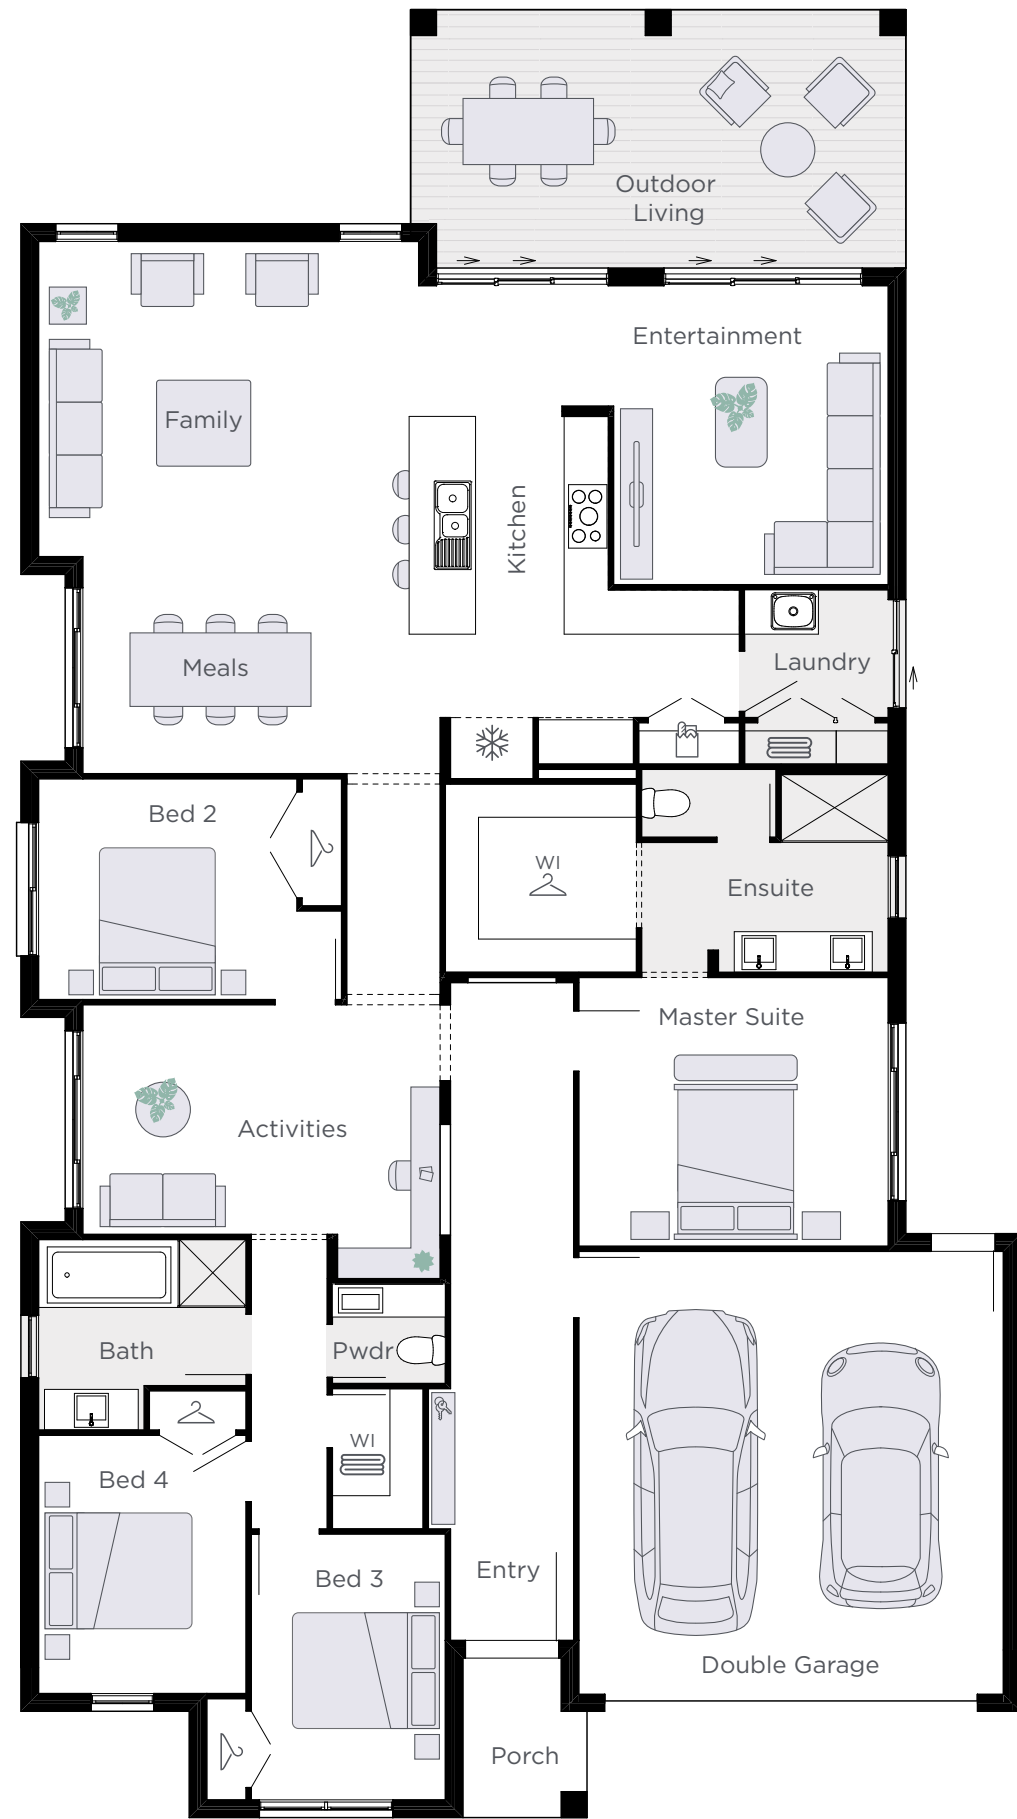 Outdoor
Living
Entertainment
Family
Kitchen
Meals
Laundry
Bed 2
WI
Ensuite
Master Suite
Activities
Bath
Pwdr
WI
Bed 4
Entry
Bed 3
Double Garage
Porch